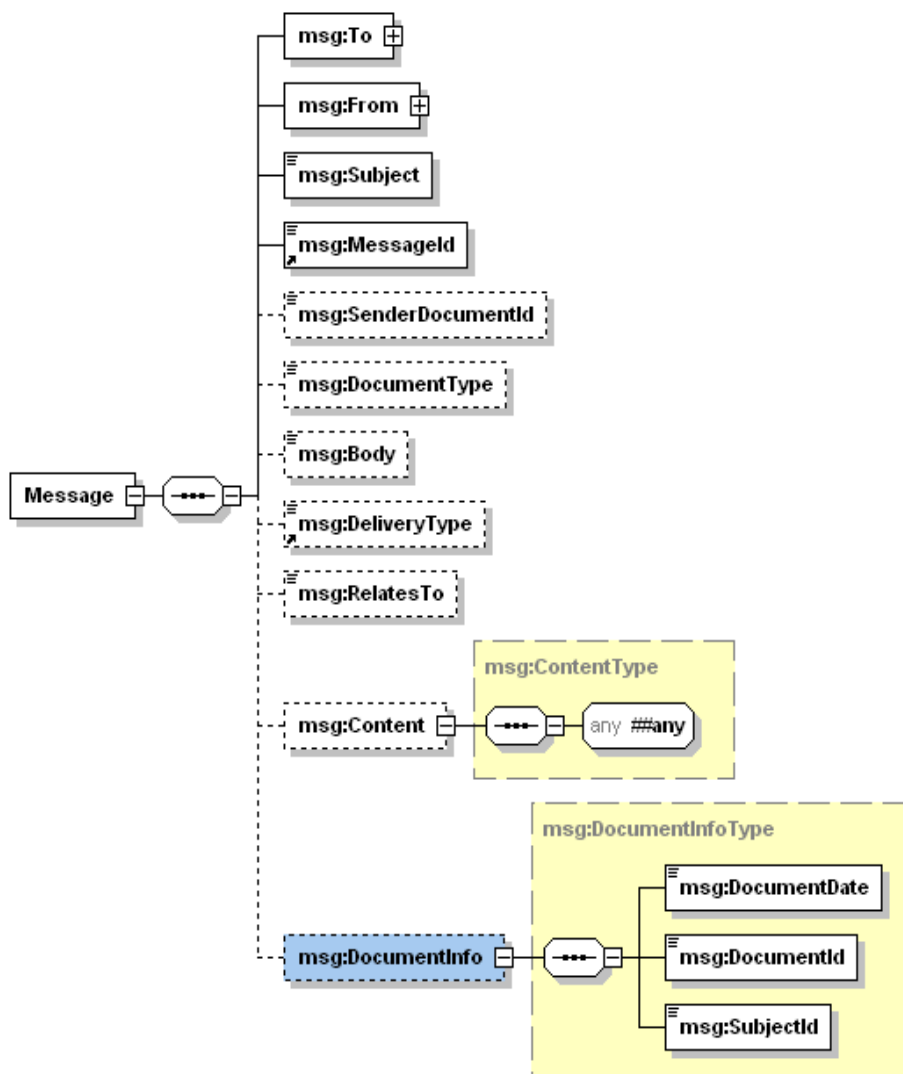 msg:To
msg:From
msg:Subject
msg:MessageId
msg:SenderDocumentId
msg:DocumentType
msg:Body
Message
msg:DeliveryType
msg:RelatesTo
msg:ContentType
msg:Content
any ##any
msg:DocumentInfoType
msg:DocumentDate
msg:DocumentInfo
msg:DocumentId
msg:SubjectId